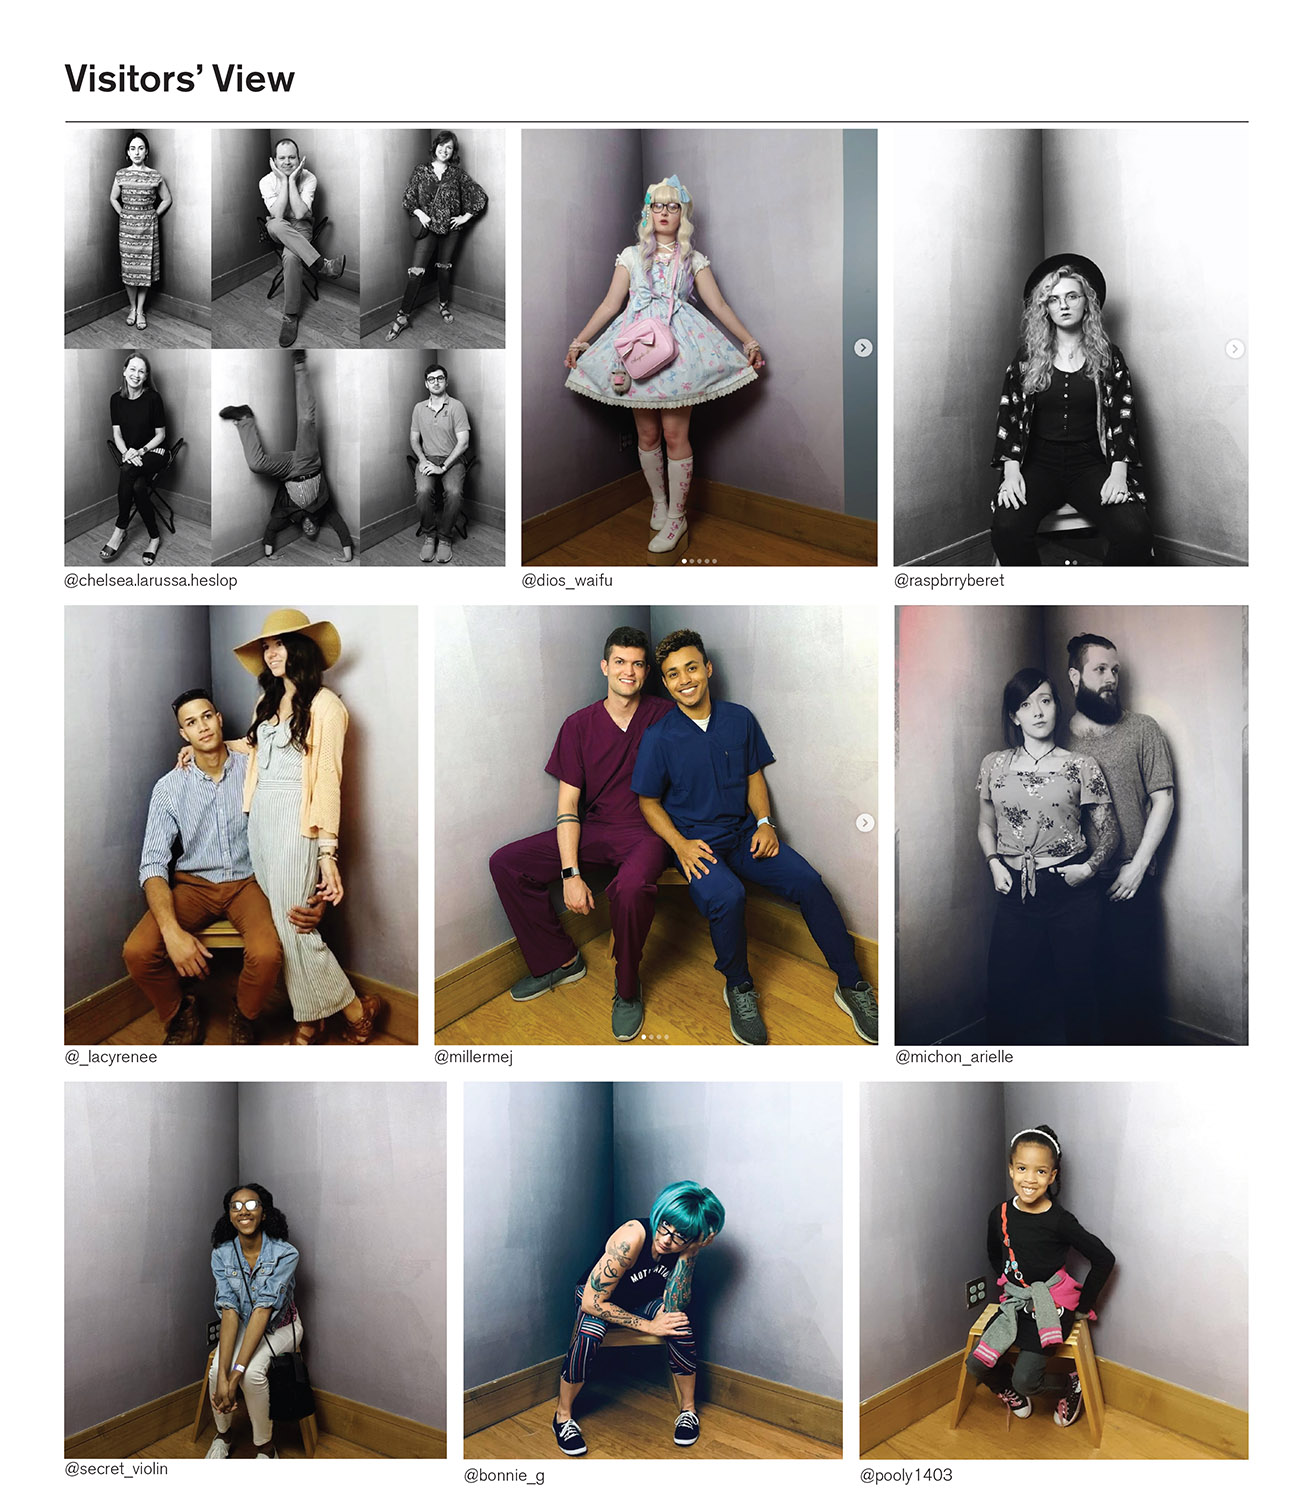 Visitors’ View
@chelsea.larussa.heslop
@dios_waifu
@raspbrryberet
@_lacyrenee
@millermej
@michon_arielle
@secret_violin
@bonnie_g
@pooly1403